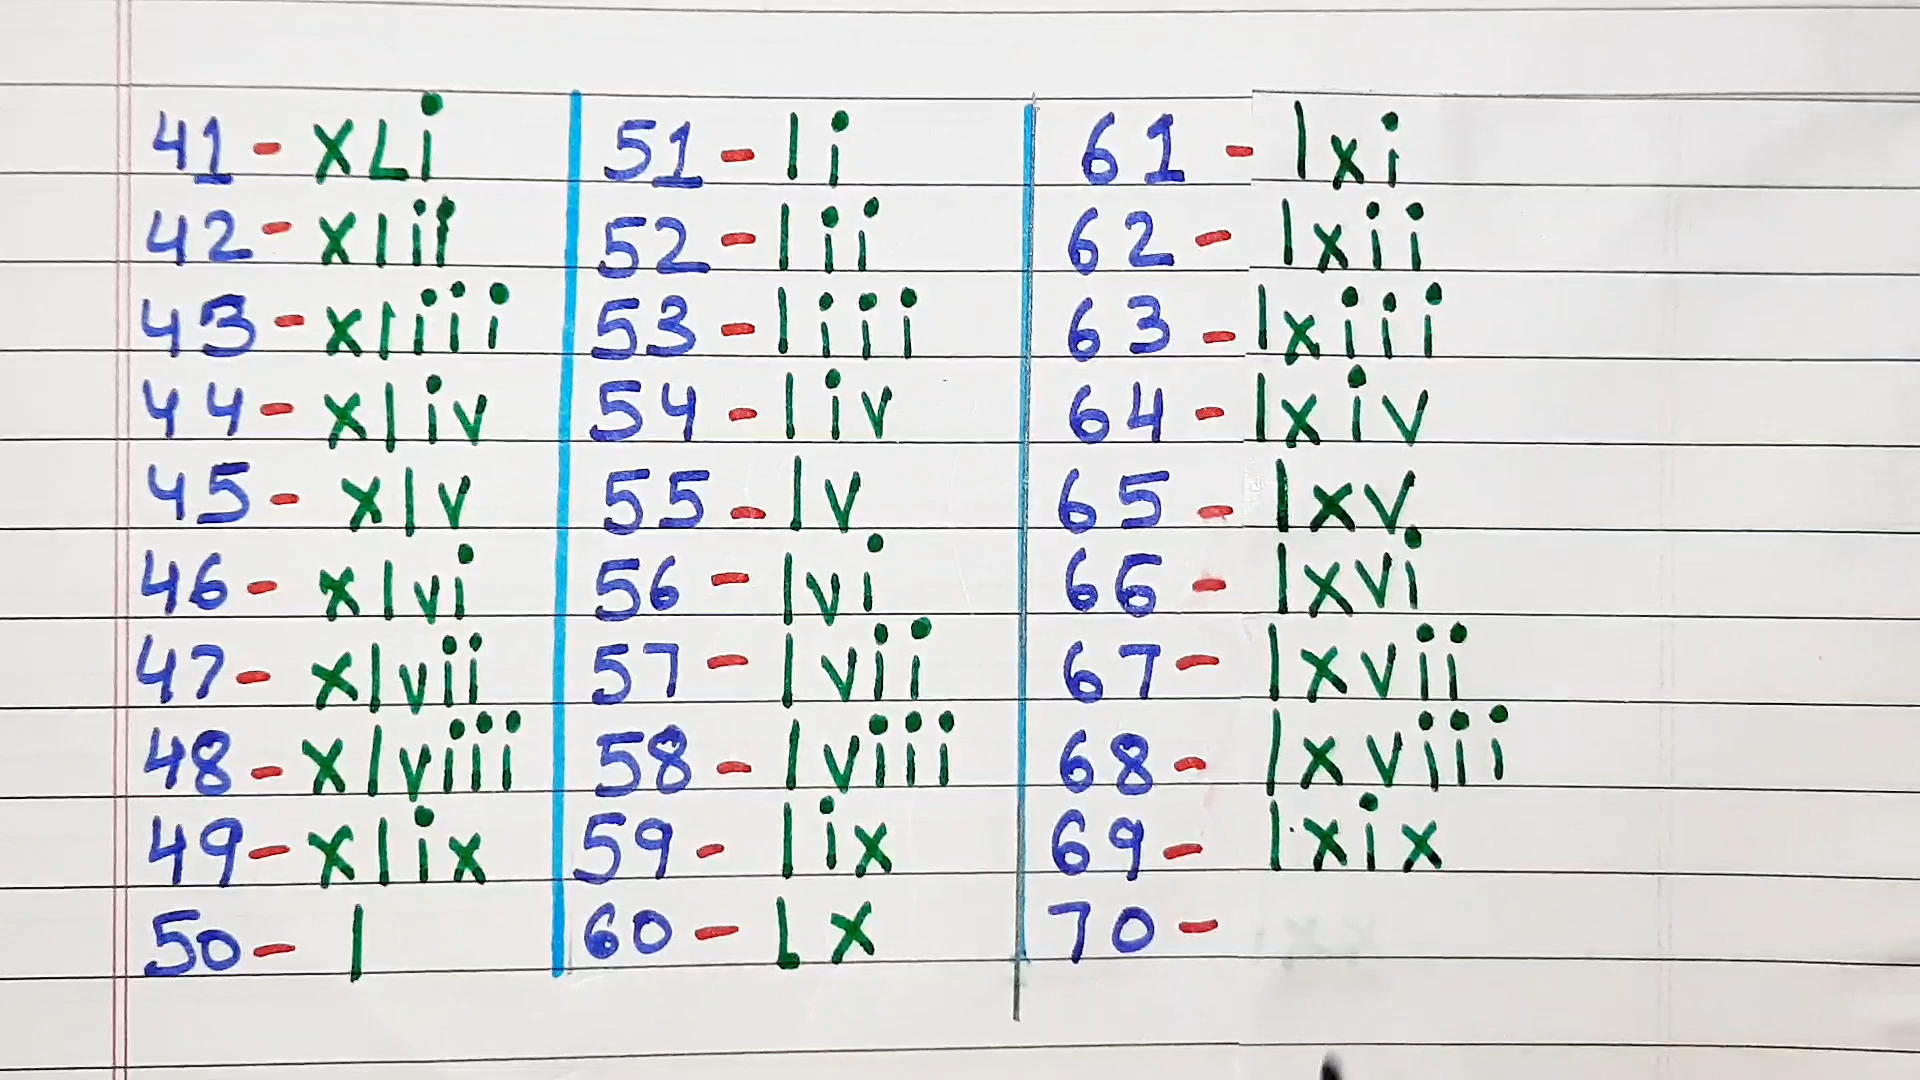 41 - xLi
42 - xlii
43 - xliii
44 - xliv
45 - xlv
46 - xlvi
47 - xlvii
48 - xlviii
49 - xlix
50 - l
51 - li
52 - lii
53 - liii
54 - liv
55 - lv
56 - lvi
57 - lvii
58 - lviii
59 - lix
60 - Lx
61 - lxi
62 - lxii
63 - lxiii
64 - lxiv
65 - lxv
66 - lxvi
67 - lxvii
68 - lxviii
69 - lxix
70 -